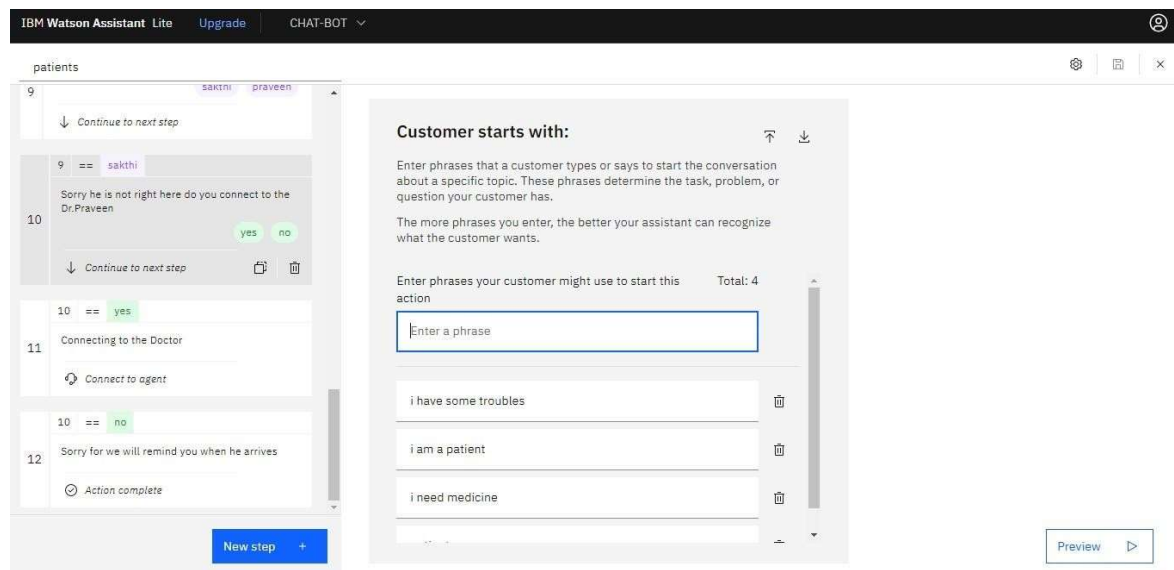 IBM Watson Assistant Lite Upgrade CHAT-BOT
patients
9 sakthi praveen
Continue to next step
9 == sakthi
Sorry he is not right here do you connect to the
Dr.Praveen
10
yes no
Continue to next step
10 == yes
Connecting to the Doctor
11
Connect to agent
10 == no
Sorry for we will remind you when he arrives
12
Action complete
New step +
Customer starts with:
Enter phrases that a customer types or says to start the conversation
about a specific topic. These phrases determine the task, problem, or
question your customer has.
The more phrases you enter, the better your assistant can recognize
what the customer wants.
Enter phrases your customer might use to start this
action
Total: 4
Enter a phrase
i have some troubles
i am a patient
i need medicine
Preview